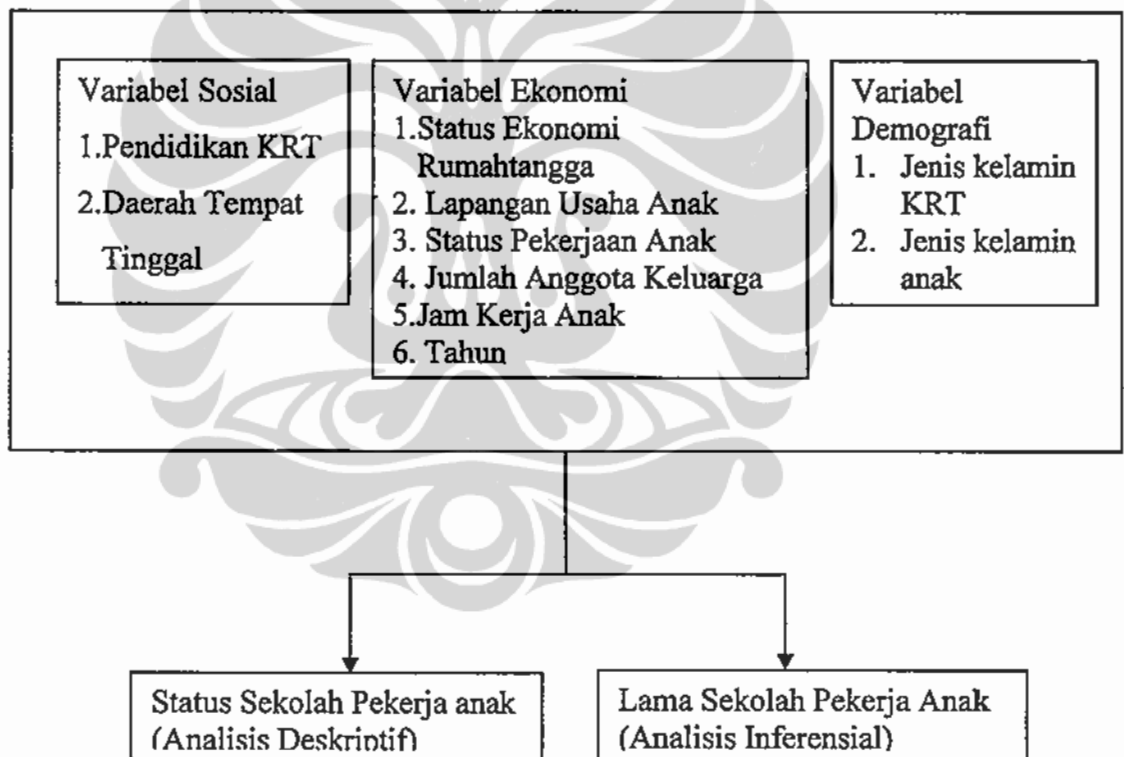 Variabel Sosial
1.Pendidikan KRT
2.Daerah Tempat
Tinggal
Variabel Ekonomi
1.Status Ekonomi
Rumahtangga
2. Lapangan Usaha Anak
3. Status Pekerjaan Anak
4. Jumlah Anggota Keluarga
5.Jam Kerja Anak
6. Tahun
Variabel
Demografi
1. Jenis kelamin
KRT
2. Jenis kelamin
anak
Status Sekolah Pekerja anak
(Analisis Deskriptif)
Lama Sekolah Pekerja Anak
(Analisis Inferensial)